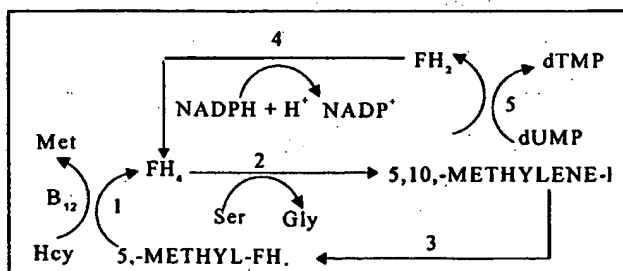 4
FH₂ dTMP
NADPH + H⁺ NADP⁺ 5
Met dUMP
FH₄ 2 5,10,-METHYLENE-
B₁₂ 1 Ser Gly
3
Hcy 5,-METHYL-FH.